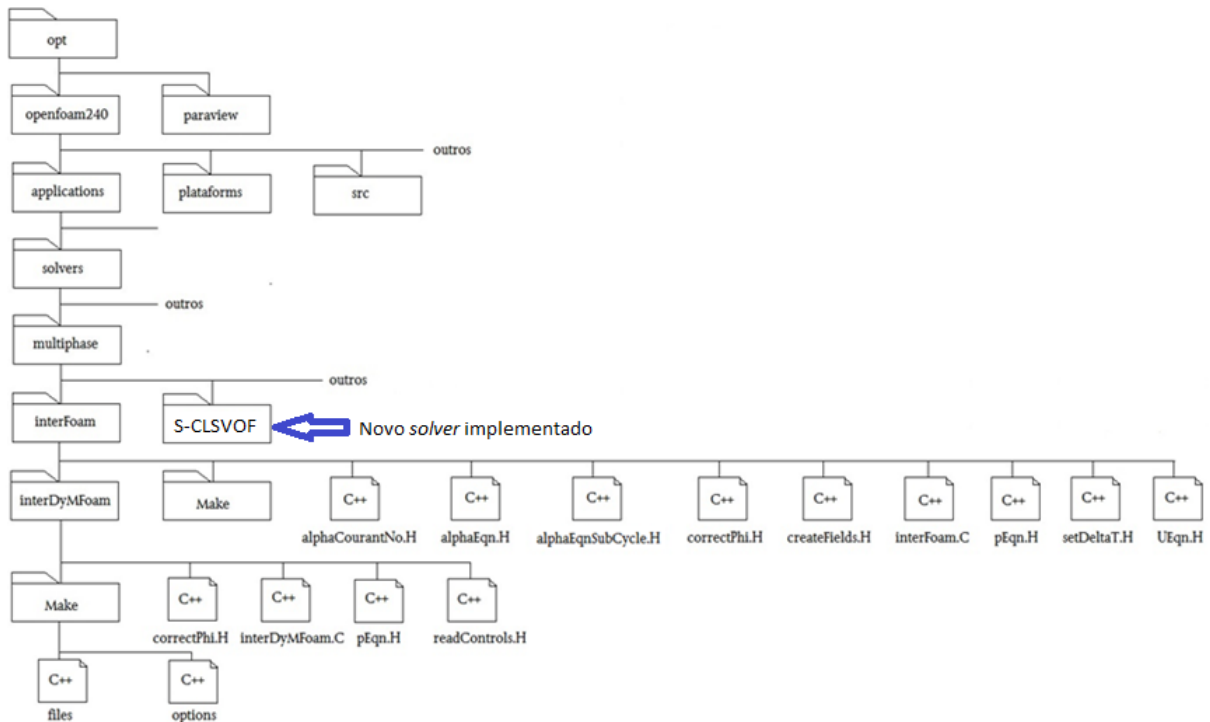 opt
openfoam240
paraview
outros
applications
plataforms
src
solvers
outros
multiphase
outros
interFoam
S-CLSVOF
Novo solver implementado
interDyMFoam
Make
C++
C++
C++
C++
C++
C++
C++
C++
C++
alphaCourantNo.H
alphaEqn.H
alphaEqnSubCycle.H
correctPhi.H
createFields.H
interFoam.C
pEqn.H
setDeltaT.H
UEqn.H
Make
C++
C++
C++
C++
correctPhi.H
interDyMFoam.C
pEqn.H
readControls.H
C++
C++
files
options